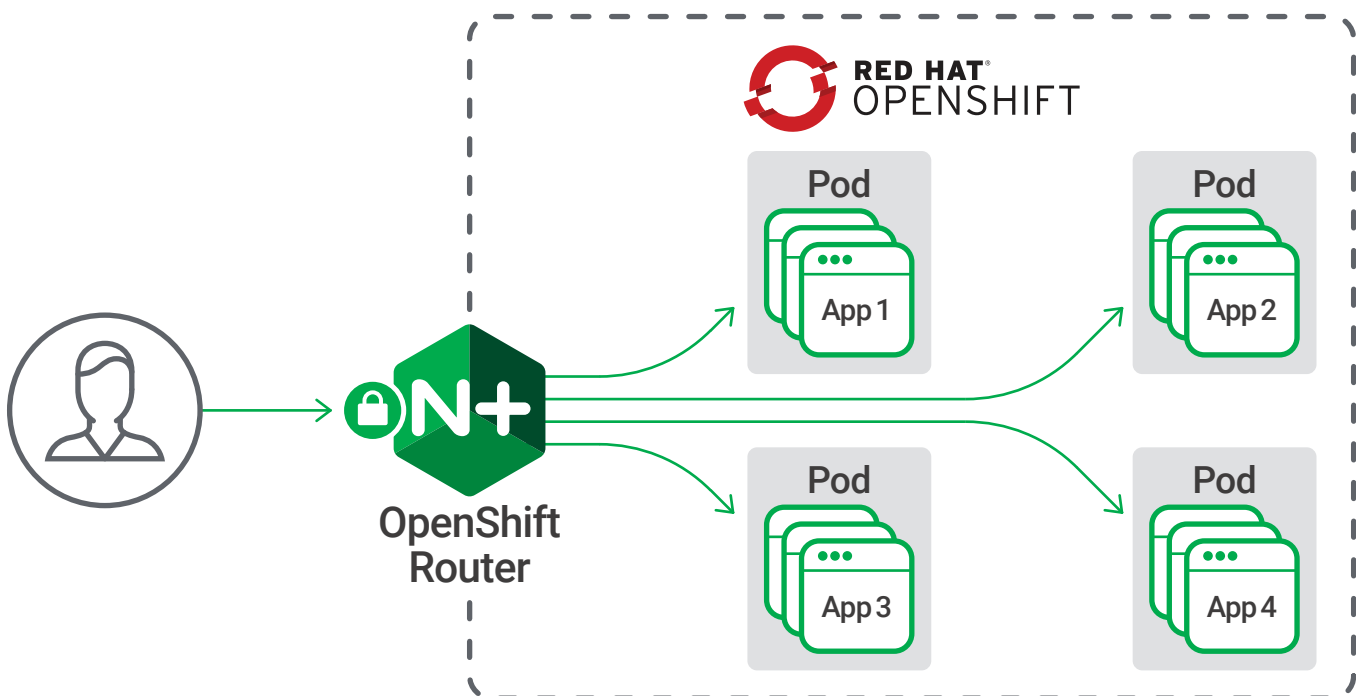 RED HAT®
OPENSHIFT
Pod
App 1
Pod
App 2
N+
OpenShift
Router
Pod
App 3
Pod
App 4